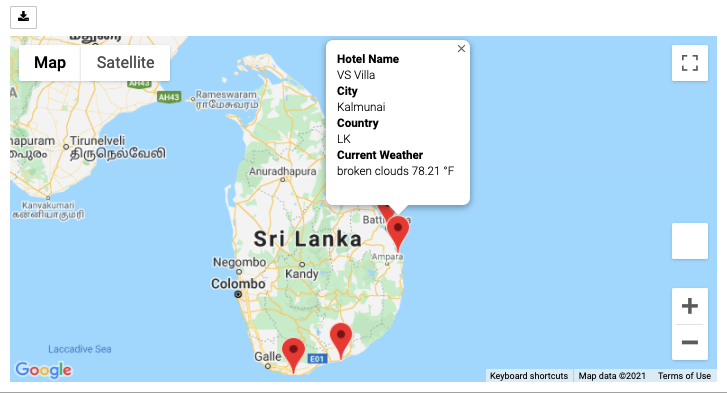 Map
Satellite
Hotel Name
VS Villa
City
Kalmunai
Country
LK
Current Weather
broken clouds 78.21 °F
AH43
AH43
Rameswaram
ராமேசுவரம்
Tirunelveli
திருநெல்வேலி
Kanyakumari
கன்னியாகுமரி
Anuradhapura
Sri Lanka
Ampara
Negombo
Kandy
Colombo
Laccadive Sea
Galle
E01
Google
Keyboard shortcuts
Map data ©2021
Terms of Use